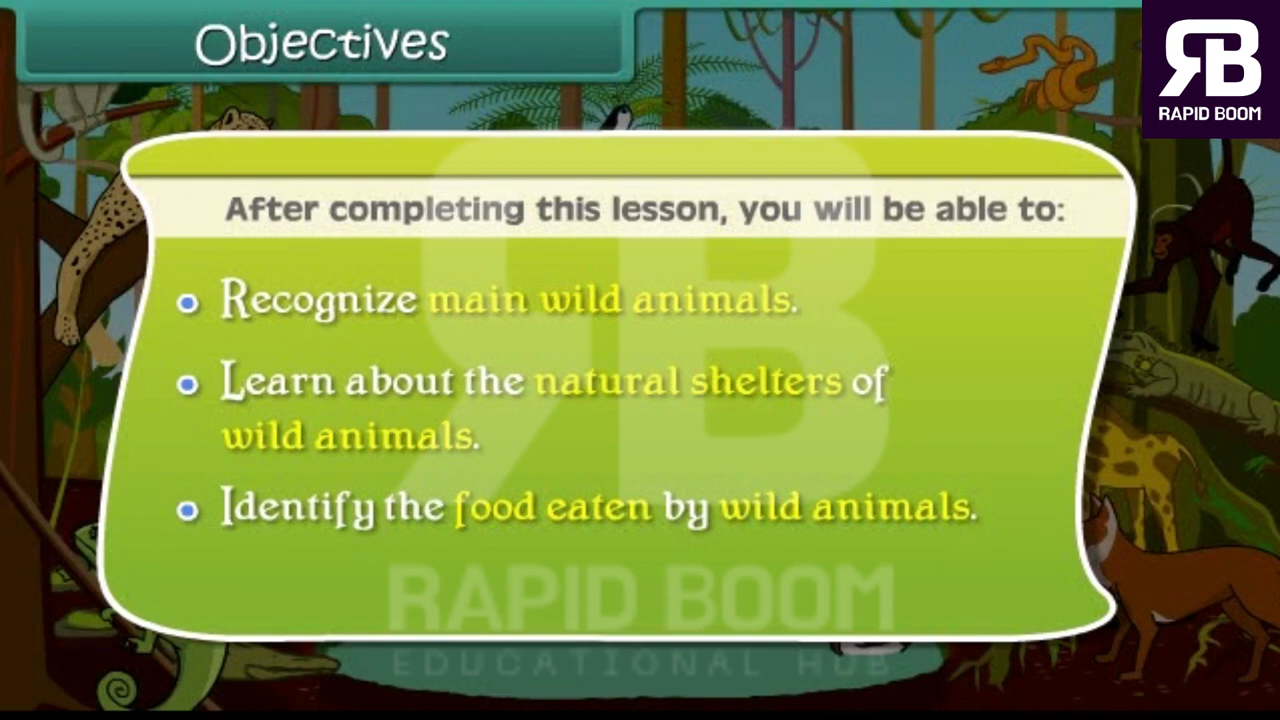 Objectives
RB
RAPID BOOM
After completing this lesson, you will be able to:
Recognize main wild animals.
Learn about the natural shelters of
wild animals.
Identify the food eaten by wild animals.
RB
RAPID BOOM
EDUCATIONAL HUB